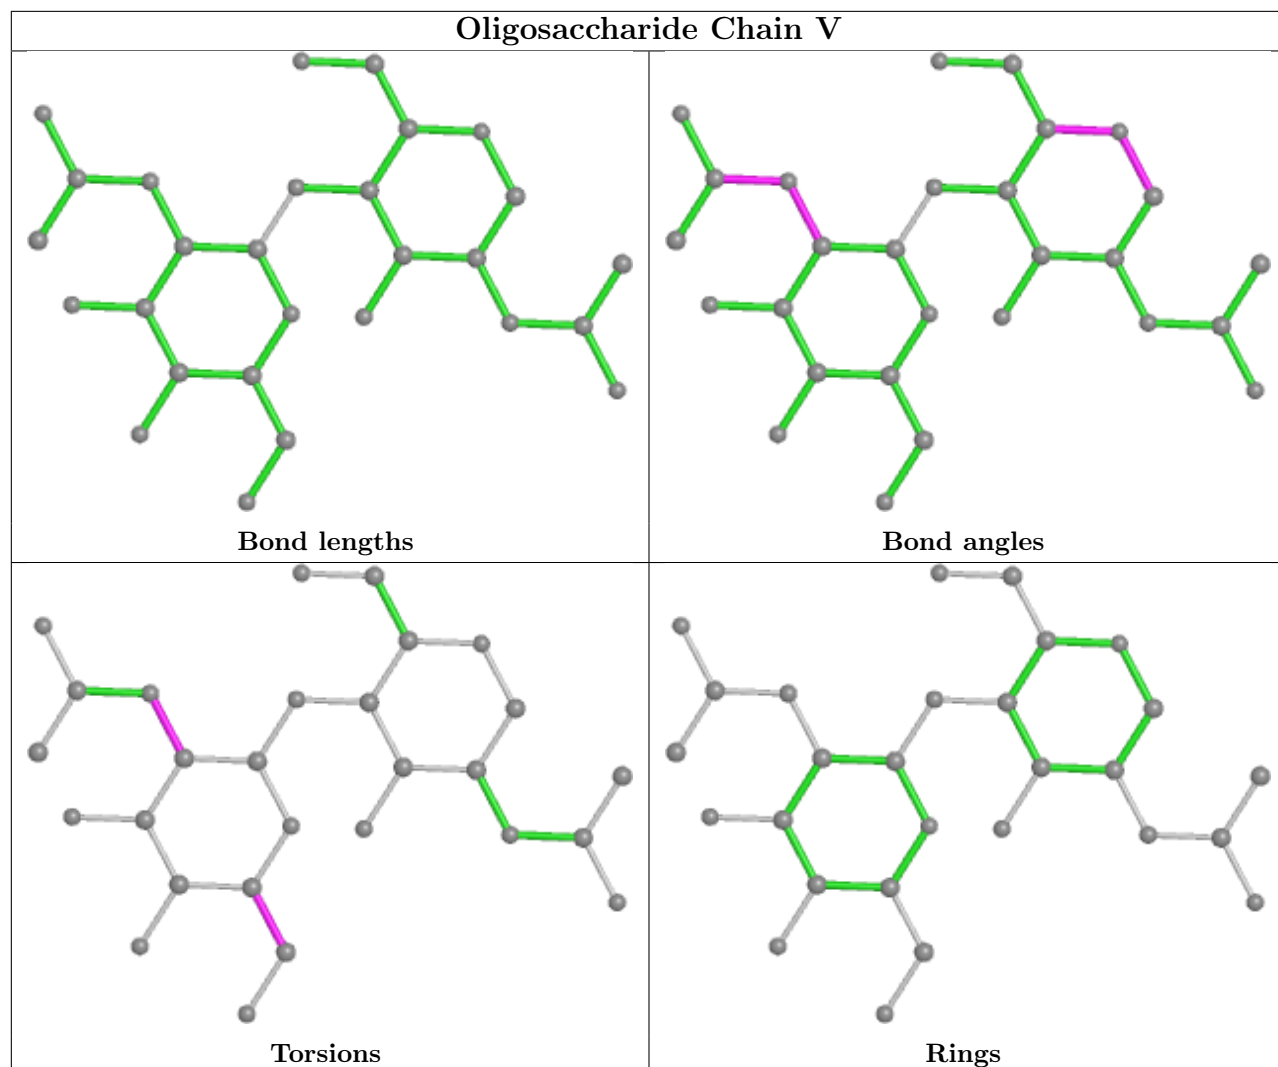 Oligosaccharide Chain V
Bond lengths
Bond angles
Torsions
Rings